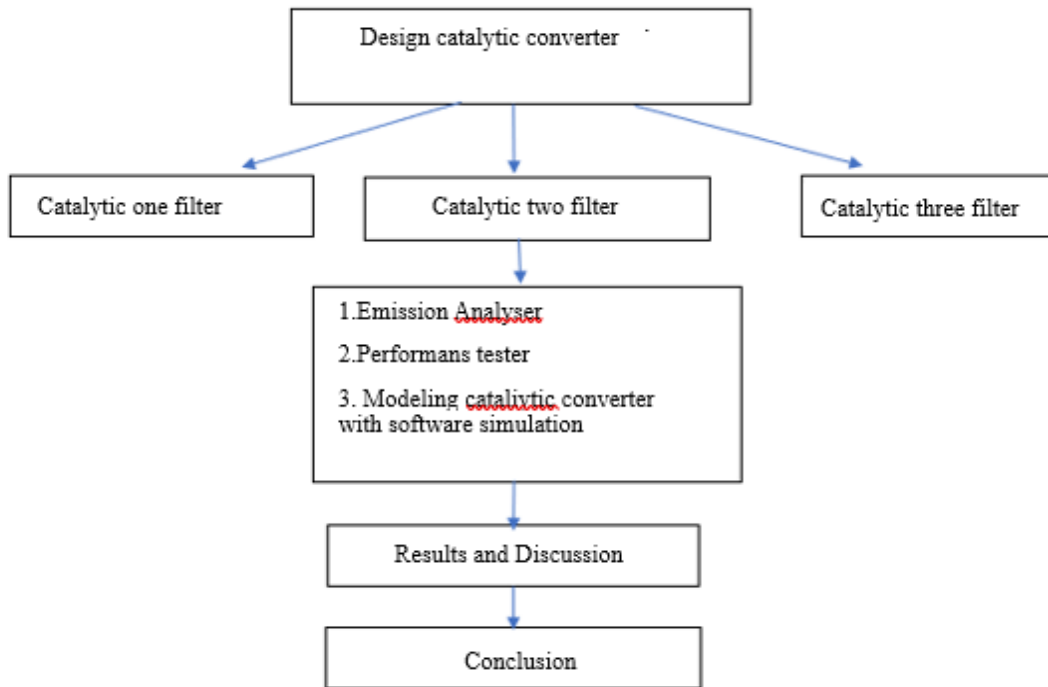 Design catalytic converter
Catalytic one filter
Catalytic two filter
Catalytic three filter
1.Emission Analyser
2.Performans tester
3. Modeling cataliytic converter
with software simulation
Results and Discussion
Conclusion